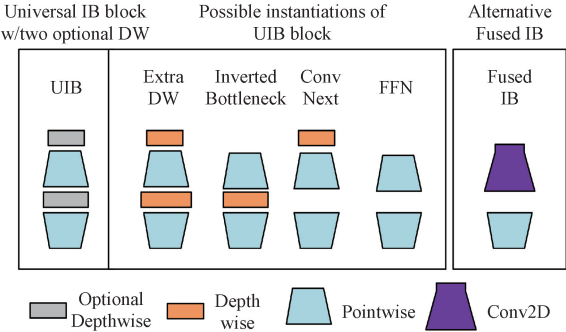 Universal IB block
w/two optional DW
Possible instantiations of
UIB block
Alternative
Fused IB
UIB
Extra
DW
Inverted
Bottleneck
Conv
Next
FFN
Fused
IB
Optional
Depthwise
Depth
wise
Pointwise
Conv2D